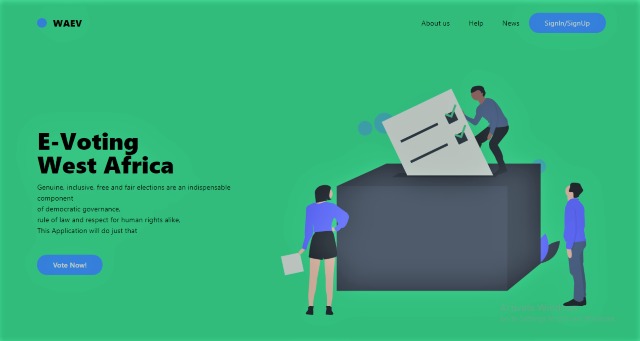 WAEV
About us
Help
News
SignIn/SignUp
E-Voting
West Africa
Genuine, inclusive, free and fair elections are an indispensable
component
of democratic governance,
rule of law and respect for human rights alike,
This Application will do just that
Vote Now!